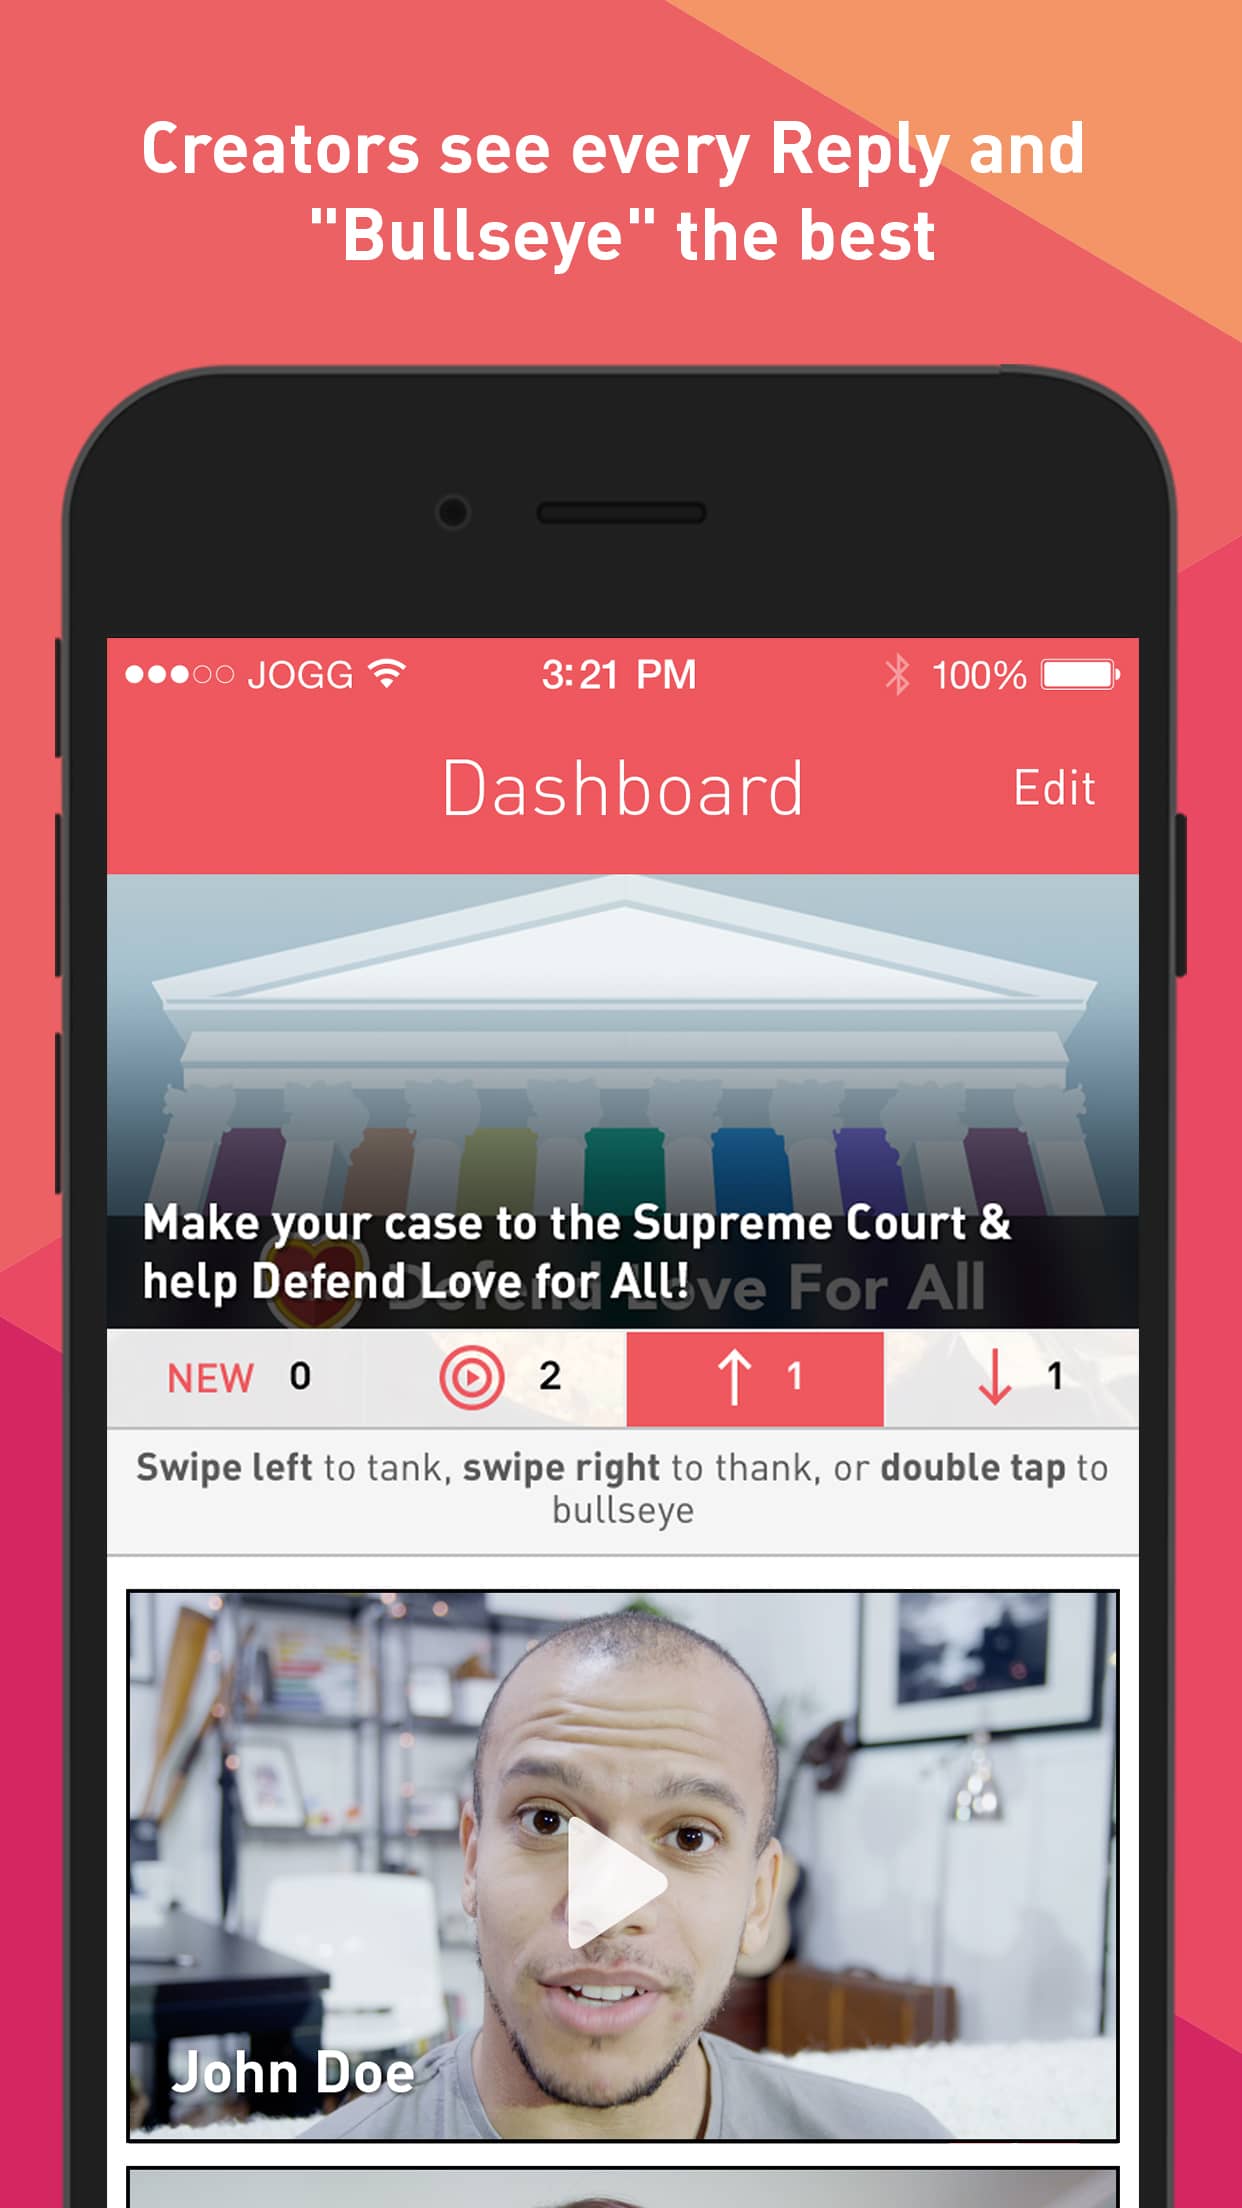 Creators see every Reply and
"Bullseye" the best
JOGG 3:21 PM 100%
Dashboard Edit
Make your case to the Supreme Court &
help Defend Love for All!
Defend Love For All
NEW 0 2 1 1
Swipe left to tank, swipe right to thank, or double tap to
bullseye
John Doe